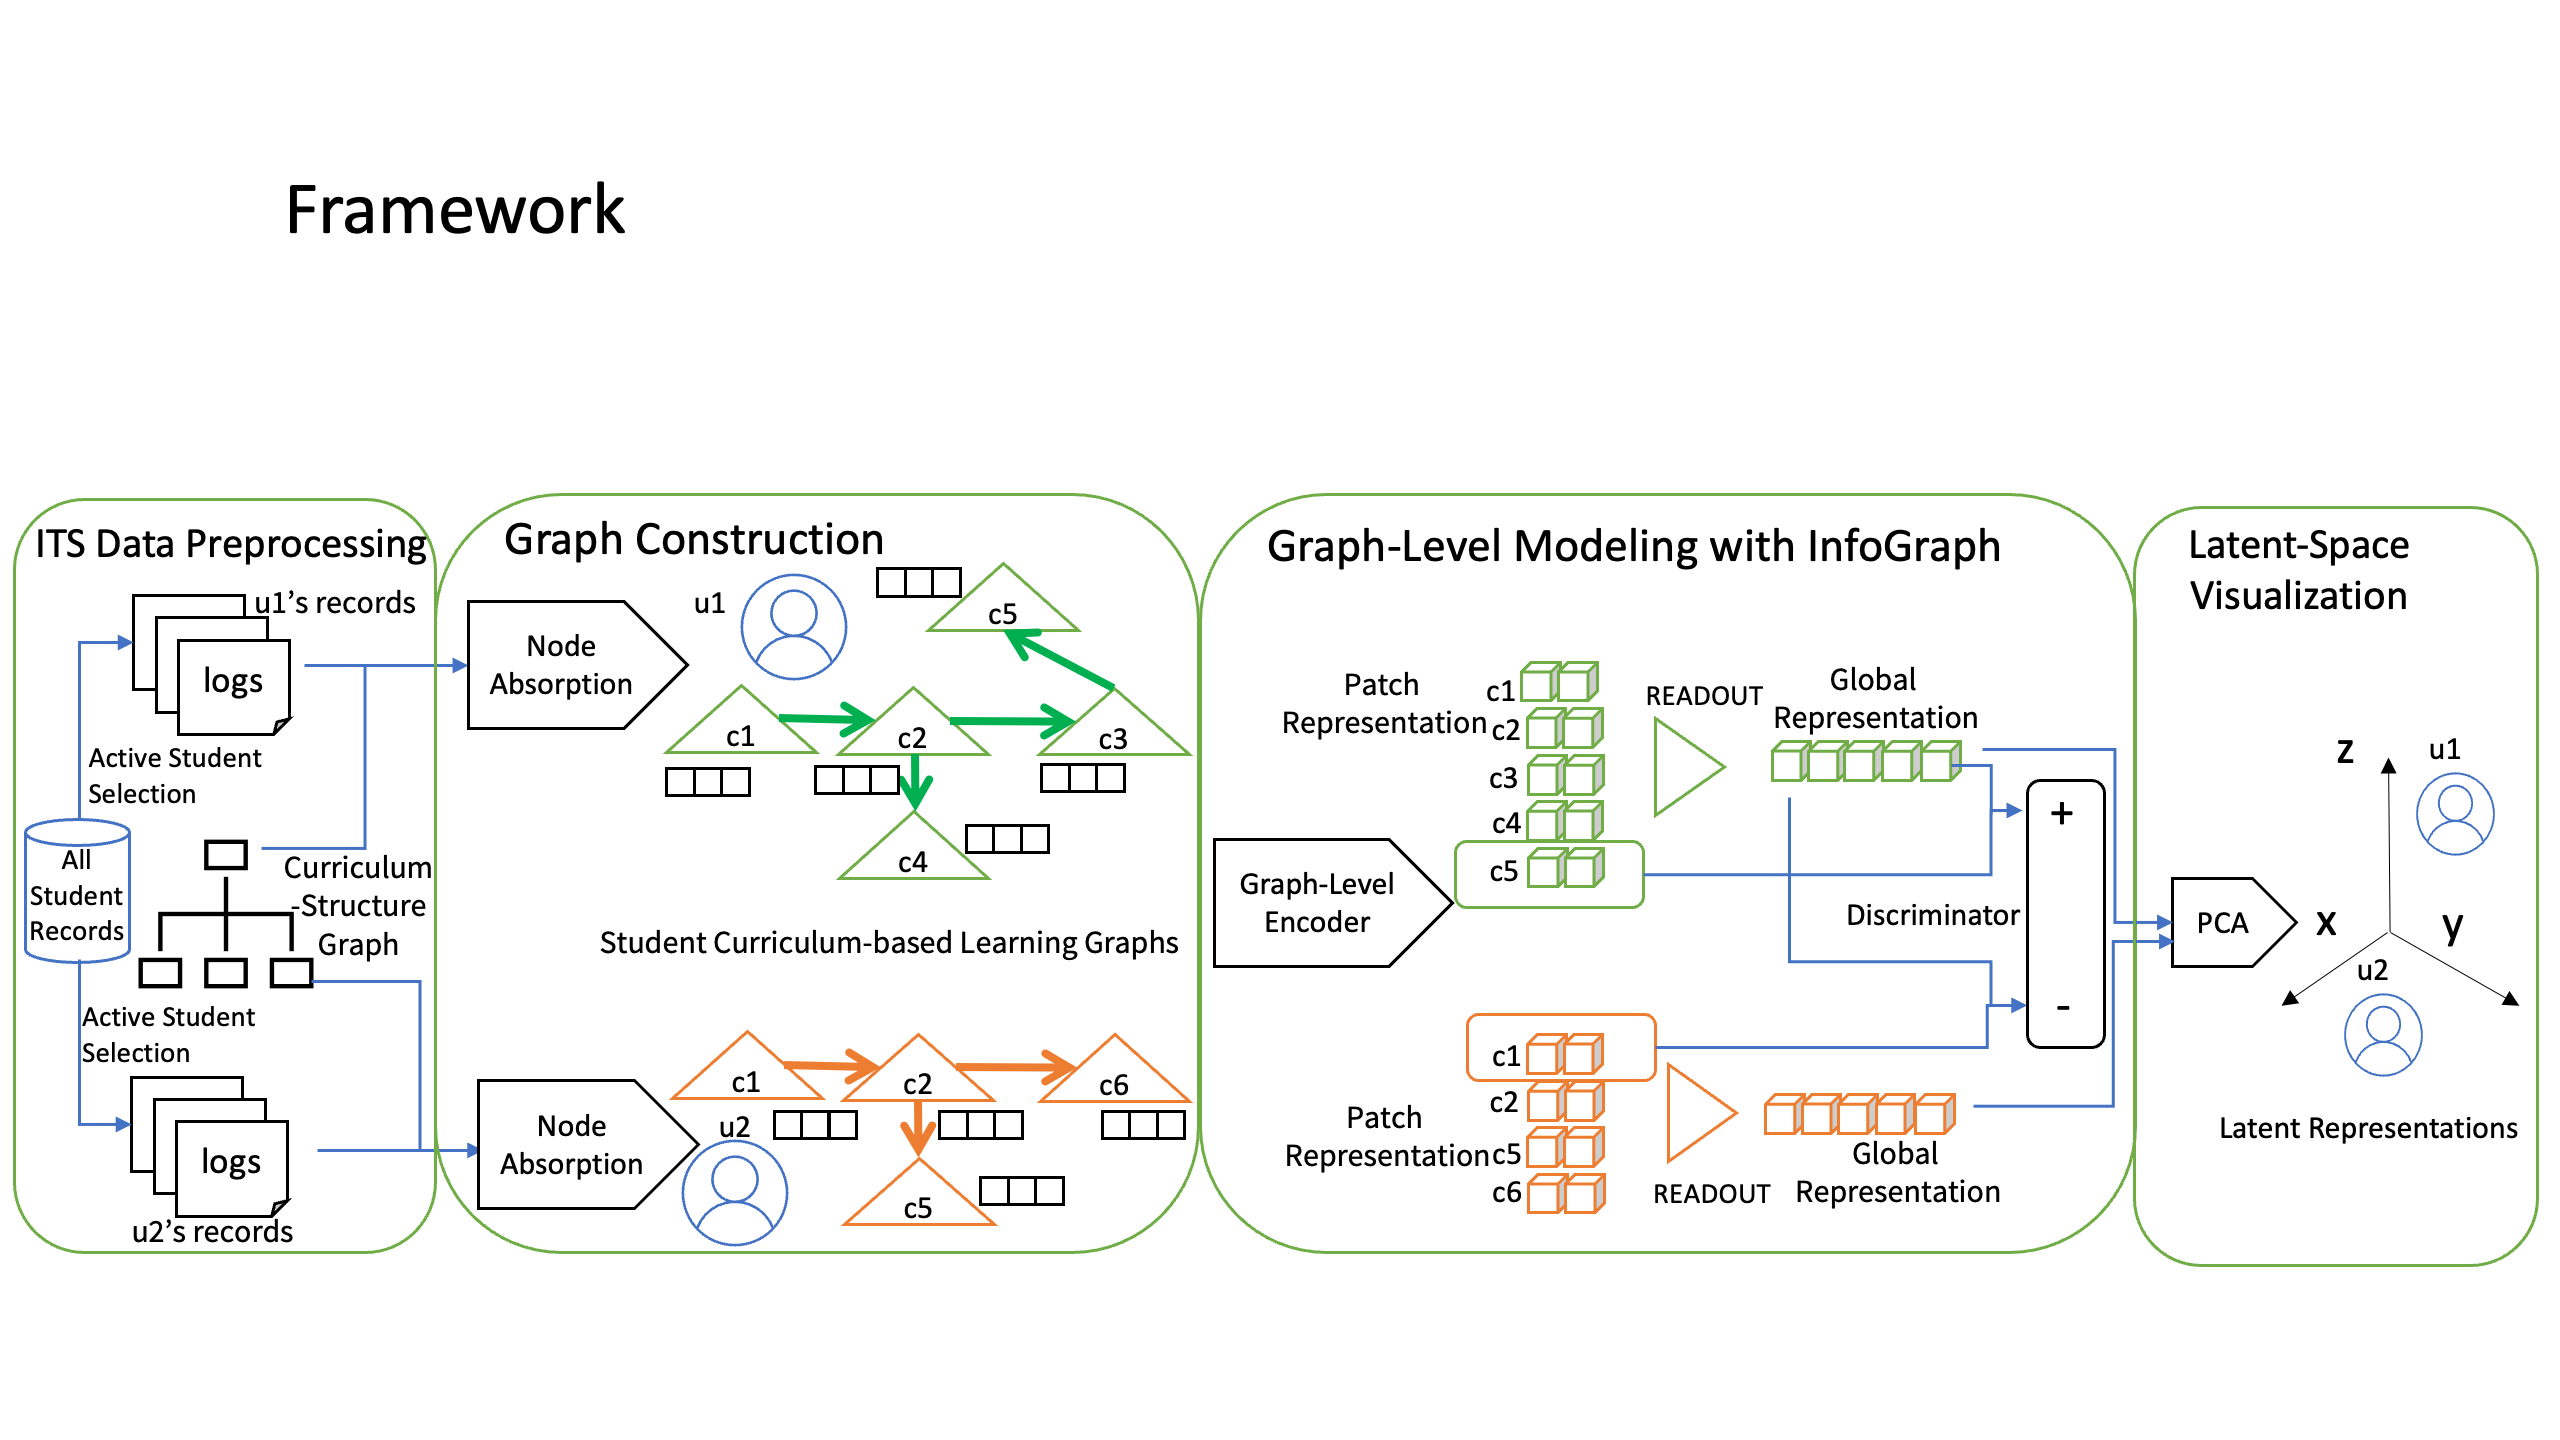 Framework
ITS Data Preprocessing
u1’s records
logs
Active Student
Selection
All
Student
Records
Curriculum
-Structure
Graph
Active Student
Selection
logs
u2’s records
Graph Construction
Node
Absorption
u1
c5
c1
c2
c3
c4
Student Curriculum-based Learning Graphs
Node
Absorption
u2
c1
c2
c6
c5
Graph-Level Modeling with InfoGraph
Graph-Level
Encoder
Patch
Representation
c1
c2
c3
c4
c5
READOUT
Global
Representation
Discriminator
+
-
Patch
Representation
c1
c2
c5
c6
READOUT
Global
Representation
Latent-Space
Visualization
PCA
z
x
y
u1
u2
Latent Representations